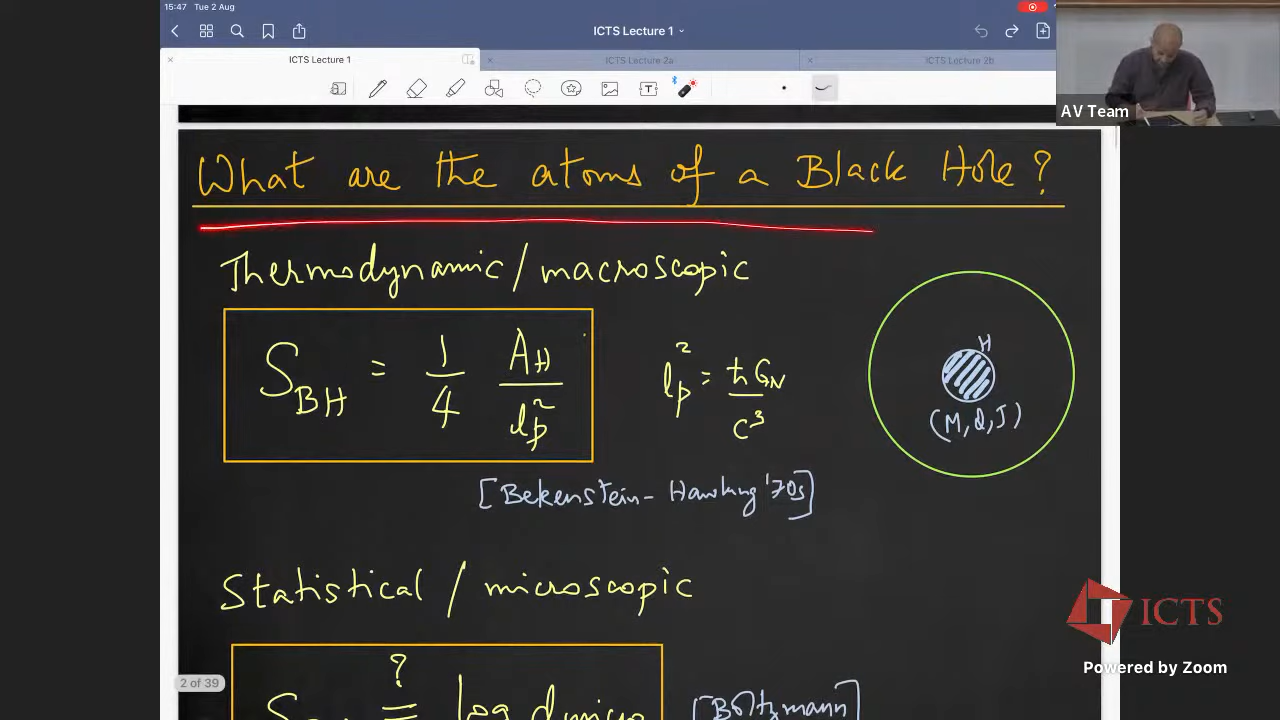 15:47 Tue 2 Aug
ICTS Lecture 1
ICTS Lecture 1
ICTS Lecture 2a
ICTS Lecture 2b
T
AV Team
What are the atoms of a Black Hole?
Thermodynamic/macroscopic
S_BH = 1/4 A_H/l_p^2
l_p^2 = ℏG_N/c^3
H
(M,Q,J)
[Bekenstein-Hawking '70s]
Statistical/microscopic
?
= log d micro
[Boltzmann]
2 of 39
ICTS
Powered by Zoom